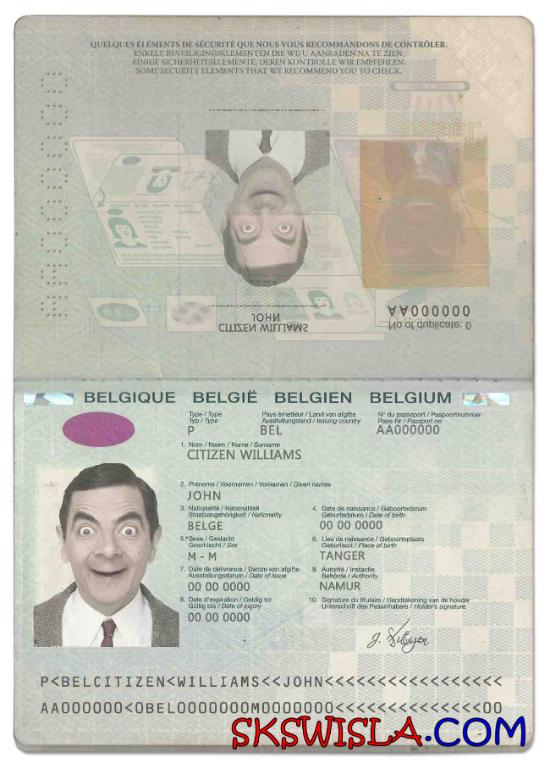 QUELQUES ÉLÉMENTS DE SÉCURITÉ QUE NOUS VOUS RECOMMANDONS DE CONTRÔLER.
ENKELE BEVEILIGINGSELEMENTEN DIE WIJ U AANRADEN NA TE ZIEN.
EINIGE SICHERHEITSELEMENTE, DEREN KONTROLLE WIR EMPFEHLEN.
SOME SECURITY ELEMENTS THAT WE RECOMMEND YOU TO CHECK.
JOHN
CITIZEN WILLIAMS
AA000000
No of duplicate: 0
BELGIQUE BELGIË BELGIEN BELGIUM
Type / Type Pays émetteur / Land van afgifte N° du passeport / Paspoortnummer
Typ / Type Ausstellungsland / Issuing country Pass-Nr / Passport no
P BEL AA000000
1. Nom / Naam / Name / Surname
CITIZEN WILLIAMS
2. Prénoms / Voornamen / Vornamen / Given names
JOHN
3. Nationalité / Nationaliteit 4. Date de naissance / Geboortedatum
Staatsangehörigkeit / Nationality Geburtsdatum / Date of birth
BELGE 00 00 0000
5. Sexe / Geslacht 6. Lieu de naissance / Geboorteplaats
Geschlecht / Sex Geburtsort / Place of birth
M - M TANGER
7. Date de délivrance / Datum van afgifte 9. Autorité / Instantie
Ausstellungsdatum / Date of issue Behörde / Authority
00 00 0000 NAMUR
8. Date d'expiration / Geldig tot 10. Signature du titulaire / Handtekening van de houder
Gültig bis / Date of expiry Unterschrift des Passinhabers / Holder's signature
00 00 0000
P<BELCITIZEN<WILLIAMS<<JOHN<<<<<<<<<<<<<<<<<
AA000000<0BEL0000000M0000000<<<<<<<<<<<<<<00
SKSWISLA.COM